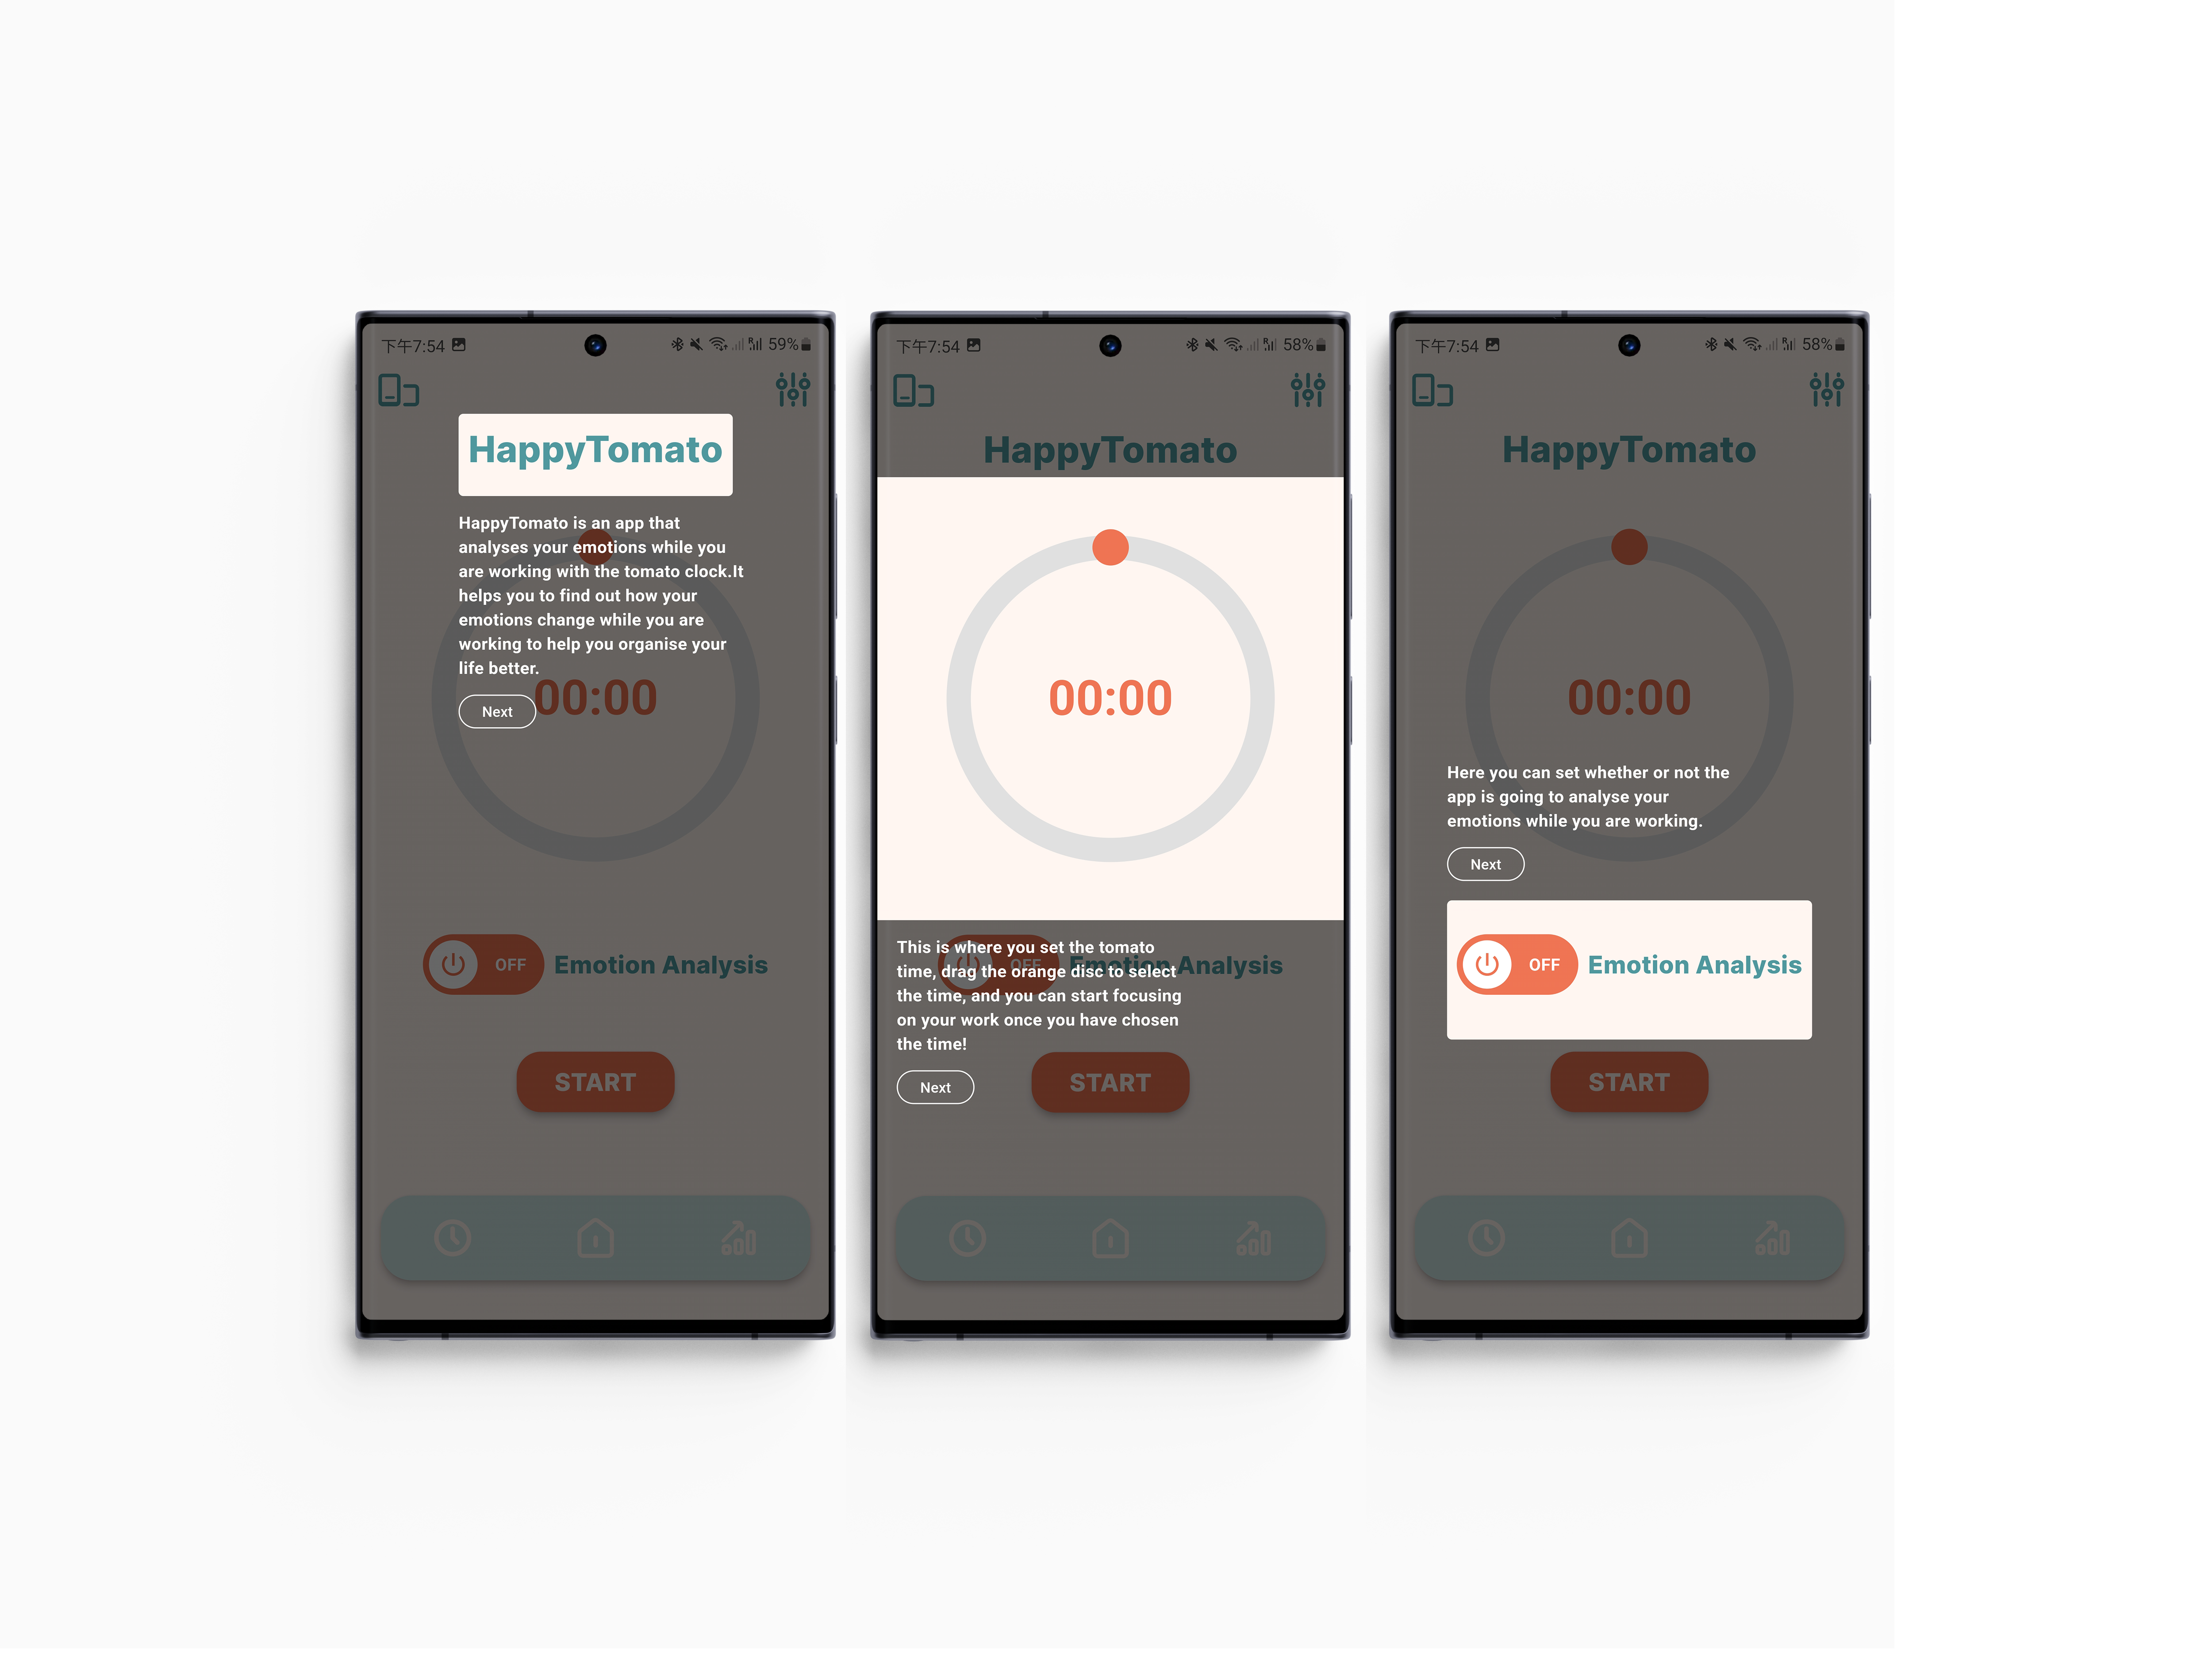 下午7:54
59%
HappyTomato
HappyTomato is an app that
analyses your emotions while you
are working with the tomato clock.It
helps you to find out how your
emotions change while you are
working to help you organise your
life better.
Next
00:00
OFF
Emotion Analysis
START
下午7:54
R
58%
HappyTomato
00:00
This is where you set the tomato
time, drag the orange disc to select
the time, and you can start focusing
on your work once you have chosen
the time!
OFF
Emotion Analysis
Next
START
下午7:54
R
58%
HappyTomato
00:00
Here you can set whether or not the
app is going to analyse your
emotions while you are working.
Next
OFF
Emotion Analysis
START